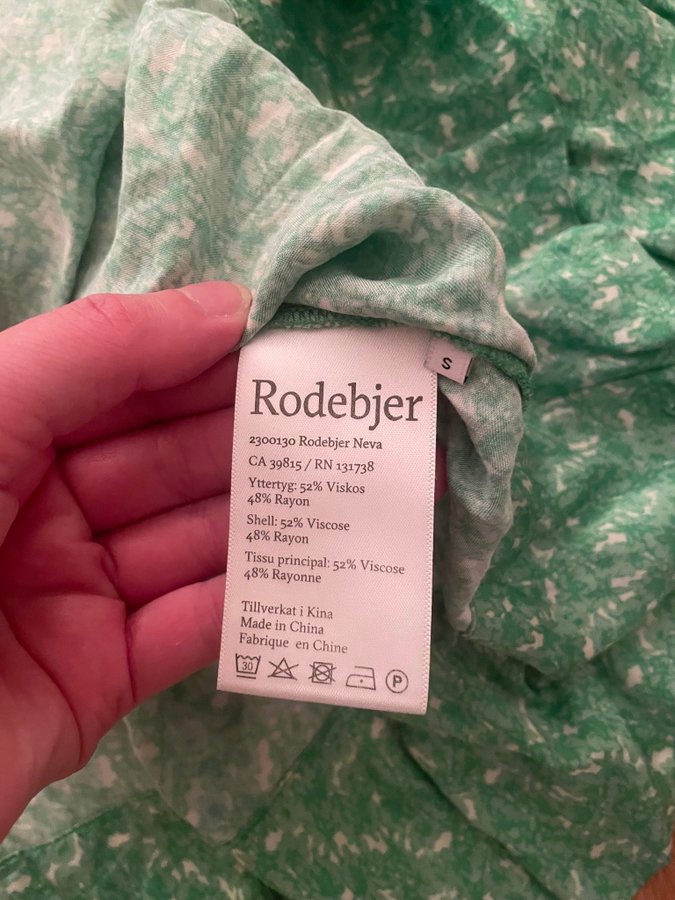 S
Rodebjer
2300130 Rodebjer Neva
CA 39815 / RN 131738
Yttertyg: 52% Viskos
48% Rayon
Shell: 52% Viscose
48% Rayon
Tissu principal: 52% Viscose
48% Rayonne
Tillverkat i Kina
Made in China
Fabrique en Chine
30
P